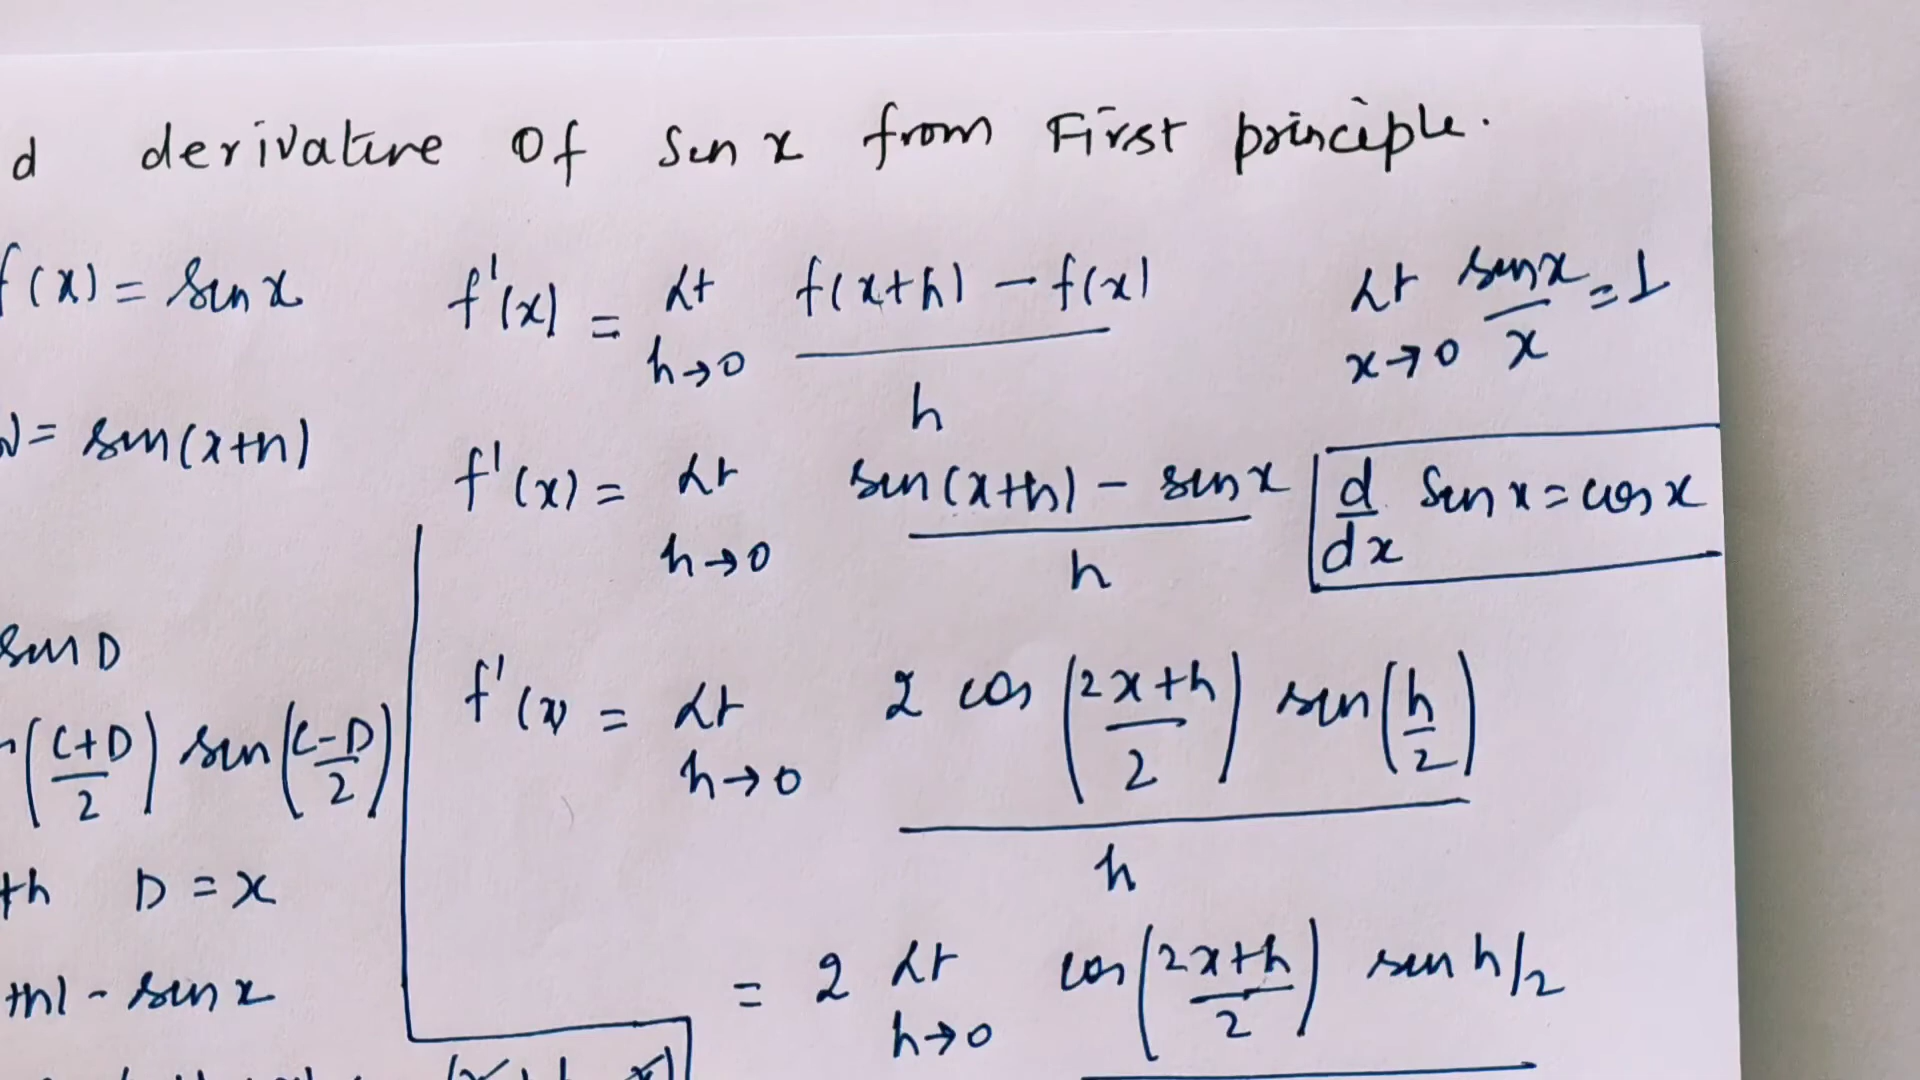 d derivative Of Sin x from First principle.
f(x) = sin x
f'(x) = Lt h→0 f(x+h) - f(x) / h
Lt x→0 sin x / x = 1
= sin(x+h)
f'(x) = Lt h→0 sin(x+h) - sin x / h
d/dx Sin x = cos x
sin D
(C+D/2) sin(C-D/2)
f'(x) = Lt h→0 2 cos(2x+h/2) sin(h/2) / h
+h D = x
+h) - sin x
= 2 Lt h→0 cos(2x+h/2) sin h/2